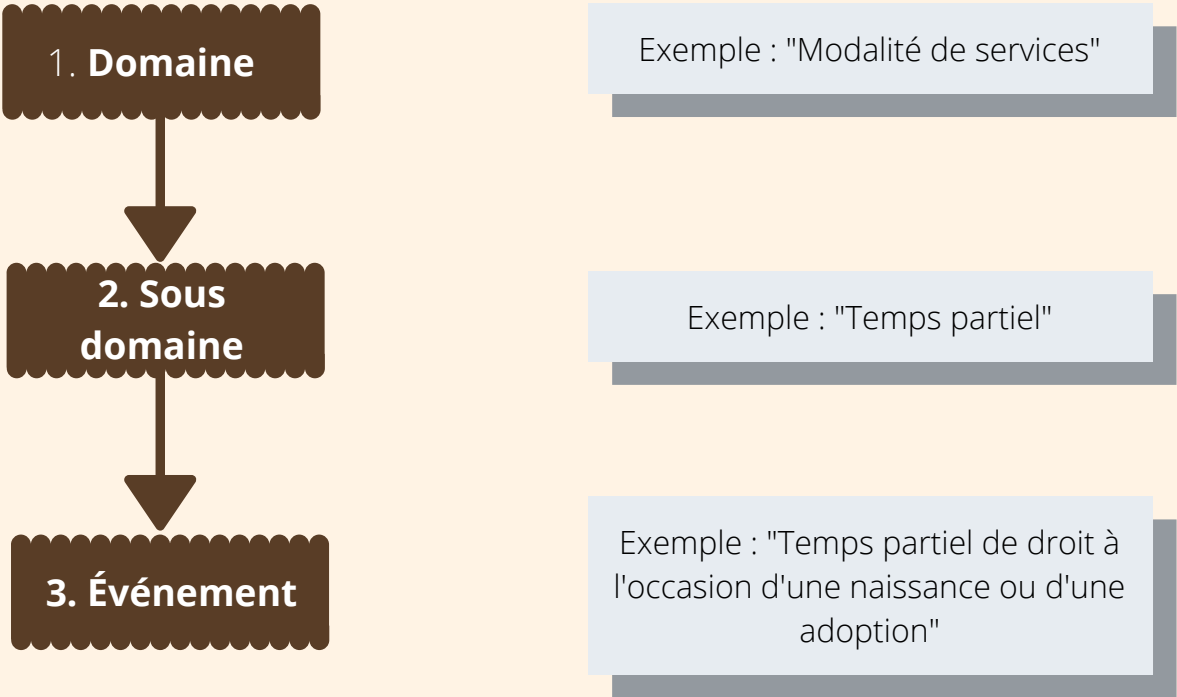 1. Domaine
Exemple : "Modalité de services"
2. Sous
domaine
Exemple : "Temps partiel"
3. Événement
Exemple : "Temps partiel de droit à
l'occasion d'une naissance ou d'une
adoption"